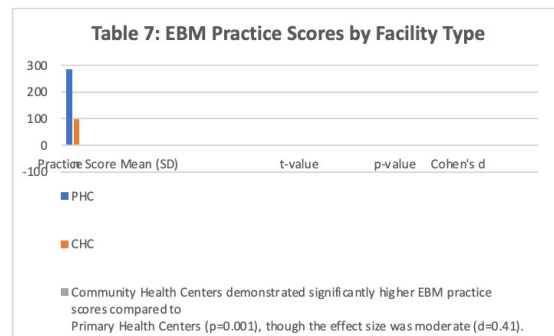 Table 7: EBM Practice Scores by Facility Type
300
200
100
0
-100
n
Practice Score Mean (SD)
t-value
p-value
Cohen's d
PHC
CHC
Community Health Centers demonstrated significantly higher EBM practice
scores compared to
Primary Health Centers (p=0.001), though the effect size was moderate (d=0.41).